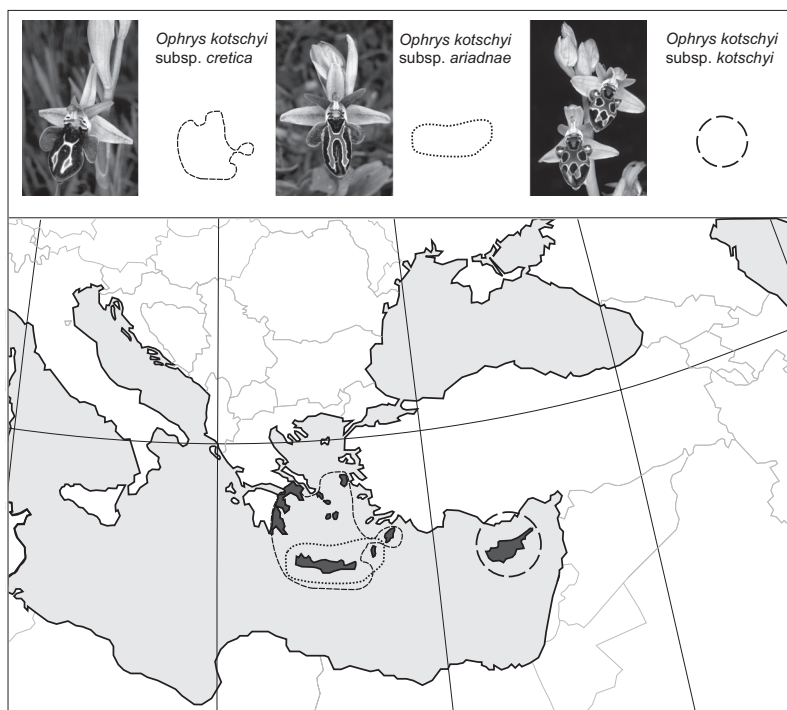 Ophrys kotschyi
subsp. cretica
Ophrys kotschyi
subsp. ariadnae
Ophrys kotschyi
subsp. kotschyi